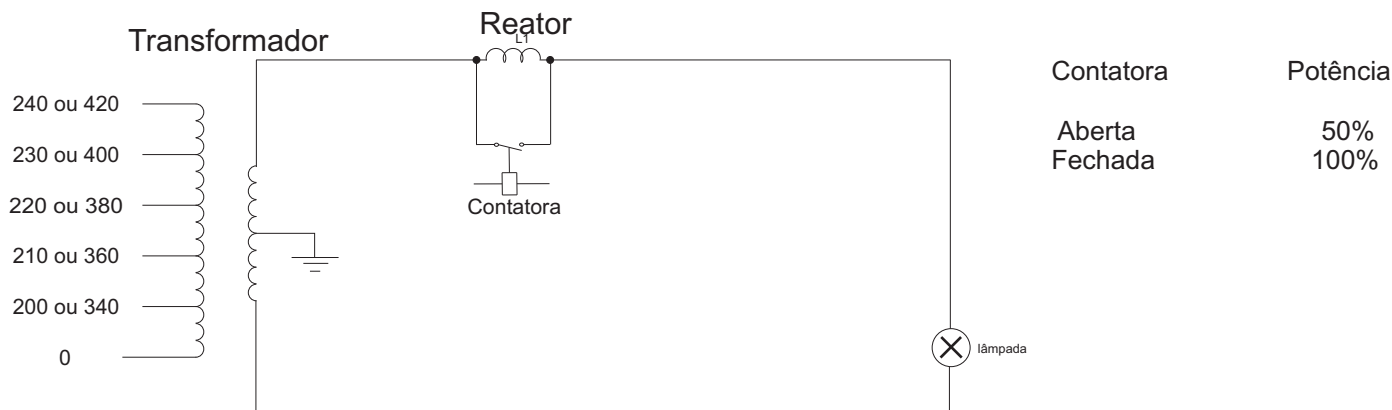 Transformador
Reator
L1
240 ou 420
230 ou 400
220 ou 380
210 ou 360
200 ou 340
0
Contatora
lâmpada
Contatora Potência
Aberta 50%
Fechada 100%